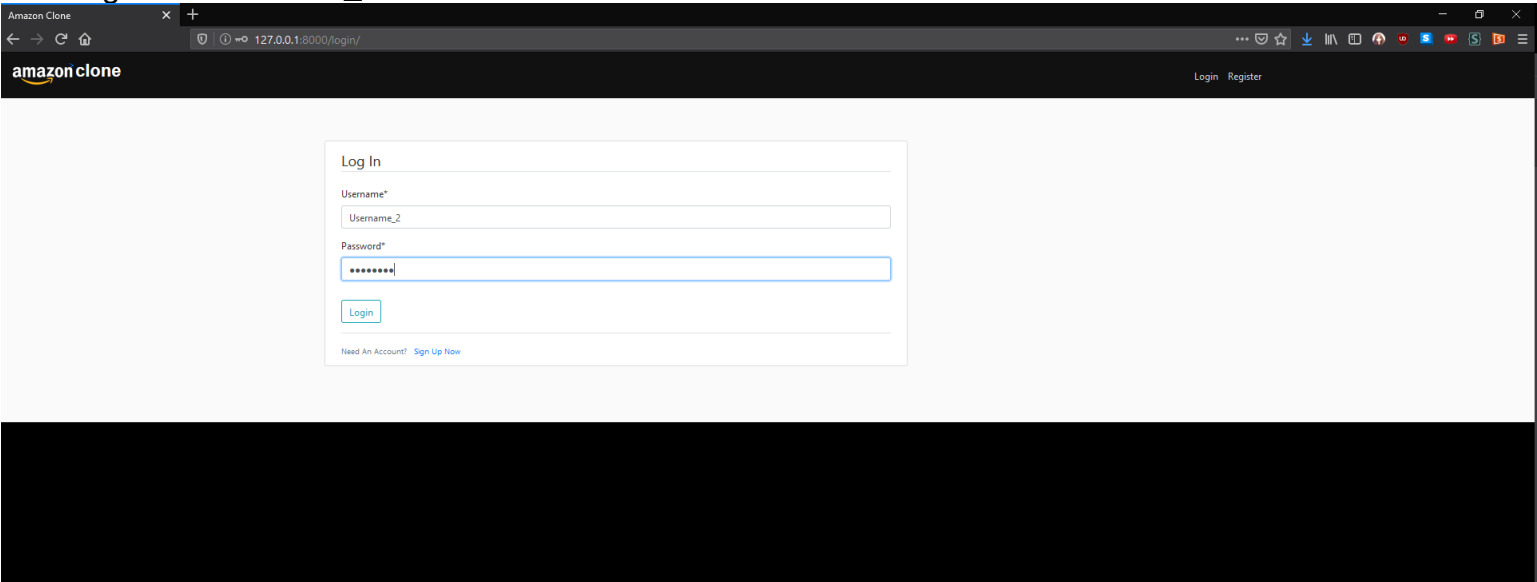 Amazon Clone
127.0.0.1:8000/login/
amazon clone
Login Register
Log In
Username*
Username_2
Password*
••••••••
Login
Need An Account? Sign Up Now